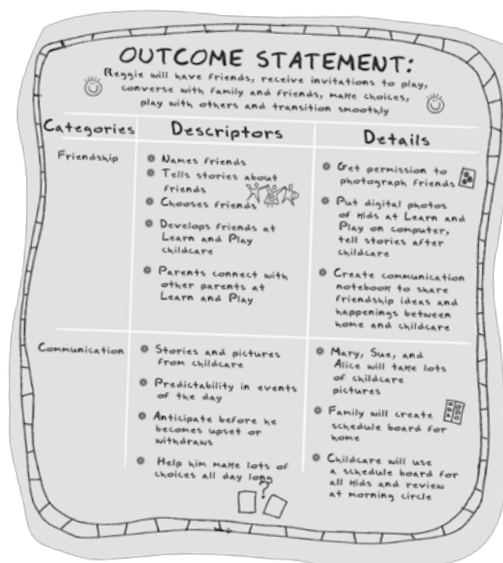 OUTCOME STATEMENT:
Reggie will have friends, receive invitations to play,
converse with family and friends, make choices,
play with others and transition smoothly
Categories
Descriptors
Details
Friendship
Names friends
Tells stories about
friends
Chooses friends
Develops friends at
Learn and Play
childcare
Parents connect with
other parents at
Learn and Play
Get permission to
photograph friends
Put digital photos
of kids at Learn and
Play on computer,
tell stories after
childcare
Create communication
notebook to share
friendship ideas and
happenings between
home and childcare
Communication
Stories and pictures
from childcare
Predictability in events
of the day
Anticipate before he
becomes upset or
withdraws
Help him make lots of
choices all day long
?
Mary, Sue, and
Alice will take lots
of childcare
pictures
Family will create
schedule board for
home
Childcare will use
a schedule board for
all kids and review
at morning circle